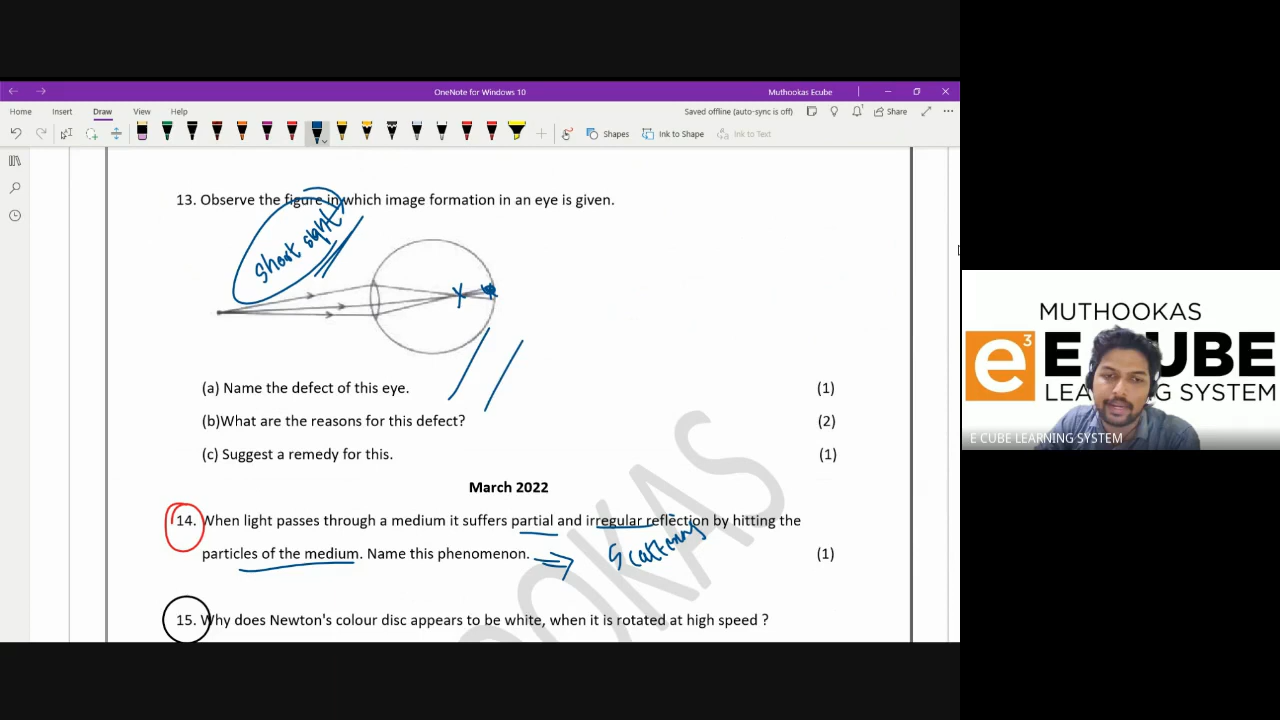 OneNote for Windows 10
Muthookas Ecube
Home Insert Draw View Help
Saved offline (auto-sync is off)
Share
Shapes
Ink to Shape
Ink to Text
13. Observe the figure in which image formation in an eye is given.
Short sight
(a) Name the defect of this eye. (1)
(b)What are the reasons for this defect? (2)
(c) Suggest a remedy for this. (1)
March 2022
14. When light passes through a medium it suffers partial and irregular reflection by hitting the
particles of the medium. Name this phenomenon. (1)
Scattering
15. Why does Newton's colour disc appears to be white, when it is rotated at high speed ?
OOKAS
MUTHOOKAS
e3 ECUBE
LEARNING SYSTEM
E CUBE LEARNING SYSTEM